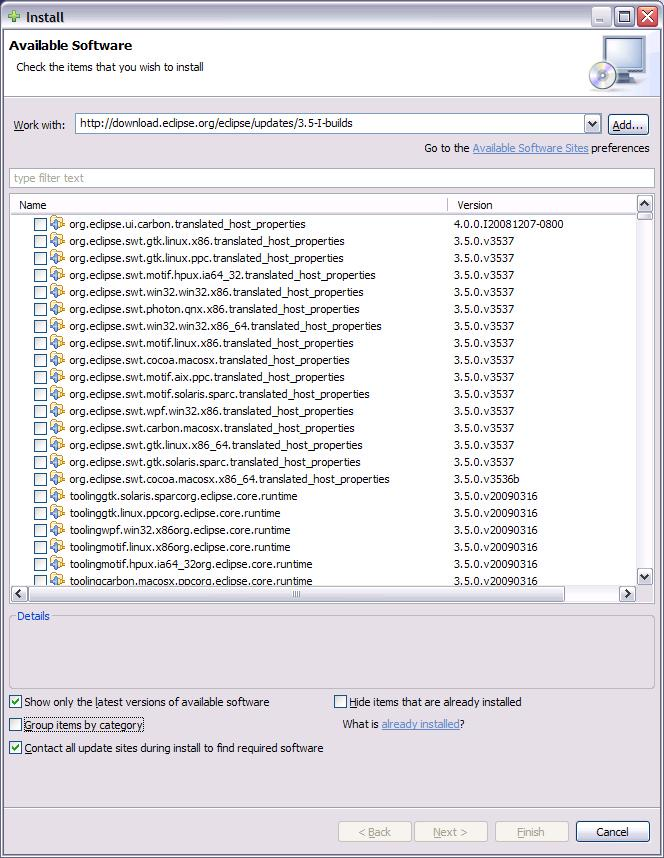 Install
Available Software
Check the items that you wish to install
Work with: http://download.eclipse.org/eclipse/updates/3.5-I-builds Add...
Go to the Available Software Sites preferences
type filter text
Name Version
org.eclipse.ui.carbon.translated_host_properties 4.0.0.I20081207-0800
org.eclipse.swt.gtk.linux.x86.translated_host_properties 3.5.0.v3537
org.eclipse.swt.gtk.linux.ppc.translated_host_properties 3.5.0.v3537
org.eclipse.swt.motif.hpux.ia64_32.translated_host_properties 3.5.0.v3537
org.eclipse.swt.win32.win32.x86.translated_host_properties 3.5.0.v3537
org.eclipse.swt.photon.qnx.x86.translated_host_properties 3.5.0.v3537
org.eclipse.swt.win32.win32.x86_64.translated_host_properties 3.5.0.v3537
org.eclipse.swt.motif.linux.x86.translated_host_properties 3.5.0.v3537
org.eclipse.swt.cocoa.macosx.translated_host_properties 3.5.0.v3537
org.eclipse.swt.motif.aix.ppc.translated_host_properties 3.5.0.v3537
org.eclipse.swt.motif.solaris.sparc.translated_host_properties 3.5.0.v3537
org.eclipse.swt.wpf.win32.x86.translated_host_properties 3.5.0.v3537
org.eclipse.swt.carbon.macosx.translated_host_properties 3.5.0.v3537
org.eclipse.swt.gtk.linux.x86_64.translated_host_properties 3.5.0.v3537
org.eclipse.swt.gtk.solaris.sparc.translated_host_properties 3.5.0.v3537
org.eclipse.swt.cocoa.macosx.x86_64.translated_host_properties 3.5.0.v3536b
toolinggtk.solaris.sparcorg.eclipse.core.runtime 3.5.0.v20090316
toolinggtk.linux.ppcorg.eclipse.core.runtime 3.5.0.v20090316
toolingwpf.win32.x86org.eclipse.core.runtime 3.5.0.v20090316
toolingmotif.linux.x86org.eclipse.core.runtime 3.5.0.v20090316
toolingmotif.hpux.ia64_32org.eclipse.core.runtime 3.5.0.v20090316
toolingcarbon.macosx.ppcorg.eclipse.core.runtime 3.5.0.v20090316
Details
Show only the latest versions of available software Hide items that are already installed
Group items by category What is already installed?
Contact all update sites during install to find required software
< Back Next > Finish Cancel